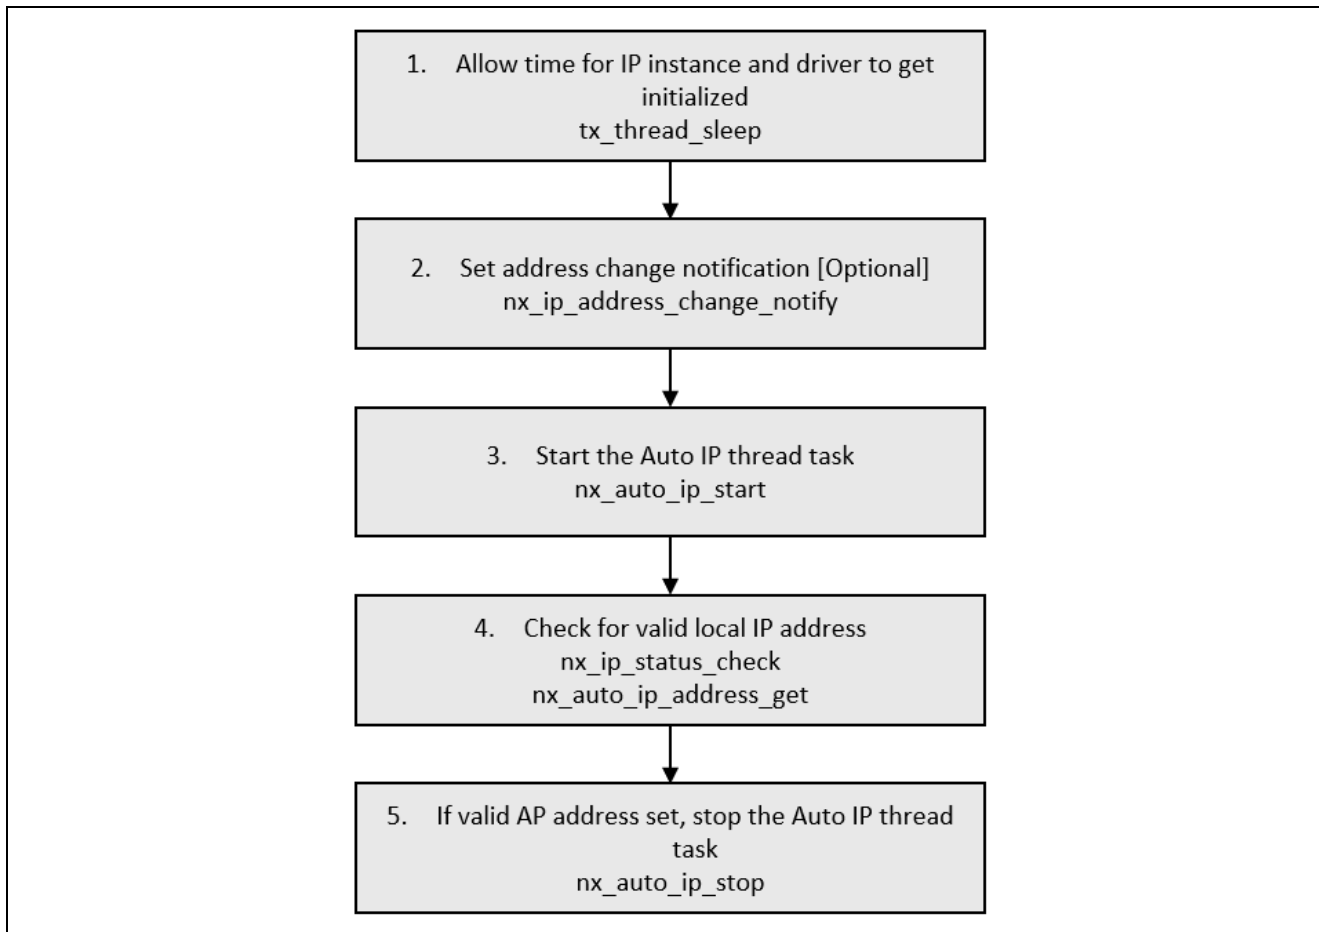 1. Allow time for IP instance and driver to get
initialized
tx_thread_sleep
2. Set address change notification [Optional]
nx_ip_address_change_notify
3. Start the Auto IP thread task
nx_auto_ip_start
4. Check for valid local IP address
nx_ip_status_check
nx_auto_ip_address_get
5. If valid AP address set, stop the Auto IP thread
task
nx_auto_ip_stop